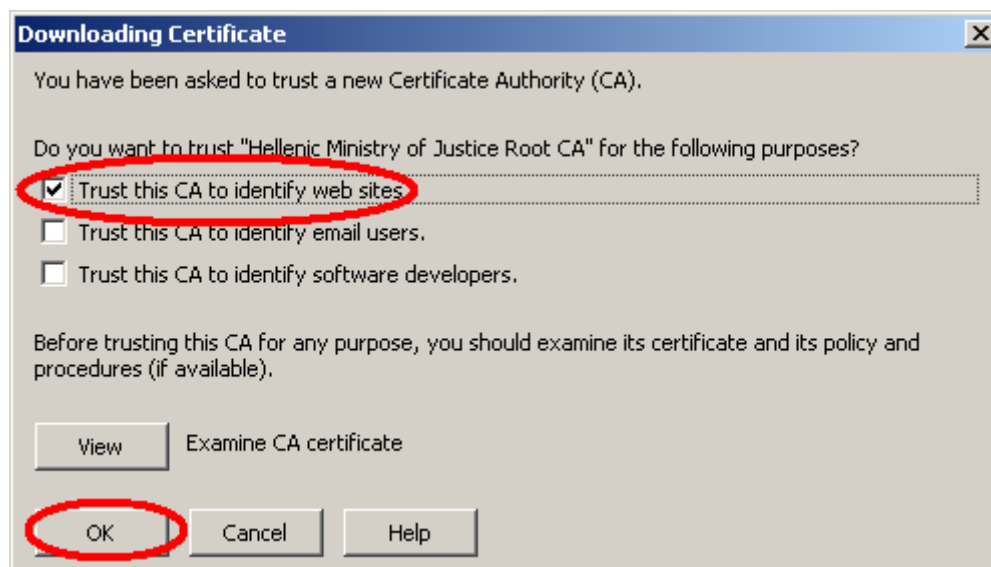 Downloading Certificate
You have been asked to trust a new Certificate Authority (CA).
Do you want to trust "Hellenic Ministry of Justice Root CA" for the following purposes?
Trust this CA to identify web sites.
Trust this CA to identify email users.
Trust this CA to identify software developers.
Before trusting this CA for any purpose, you should examine its certificate and its policy and
procedures (if available).
View Examine CA certificate
OK Cancel Help